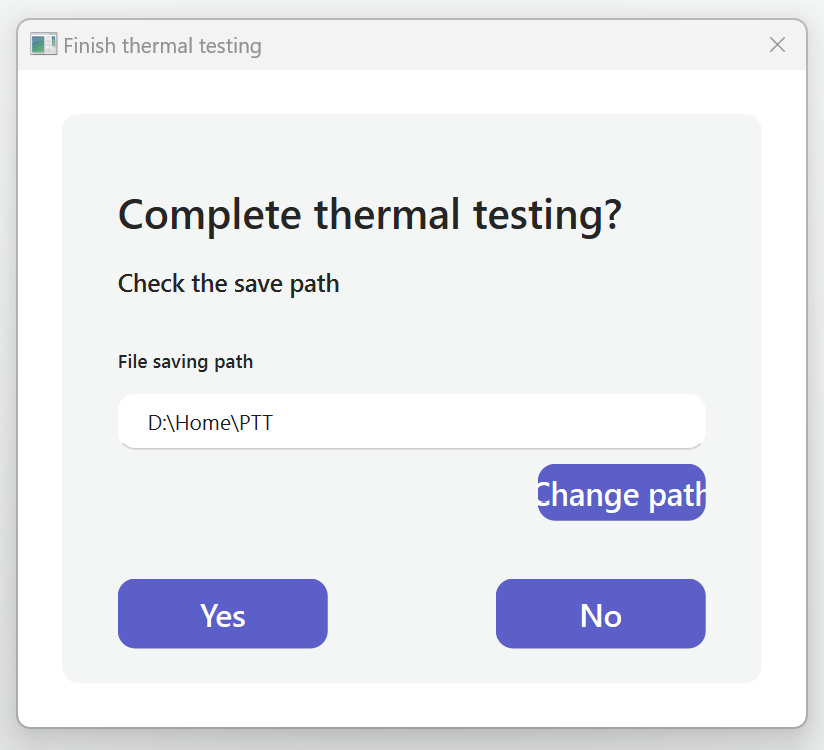 Finish thermal testing
Complete thermal testing?
Check the save path
File saving path
D:\Home\PTT
Change path
Yes
No